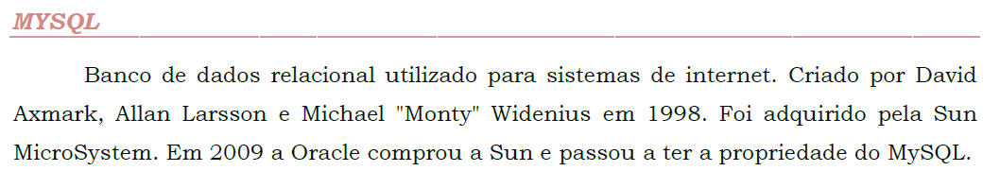 MYSQL
Banco de dados relacional utilizado para sistemas de internet. Criado por David
Axmark, Allan Larsson e Michael "Monty" Widenius em 1998. Foi adquirido pela Sun
MicroSystem. Em 2009 a Oracle comprou a Sun e passou a ter a propriedade do MySQL.